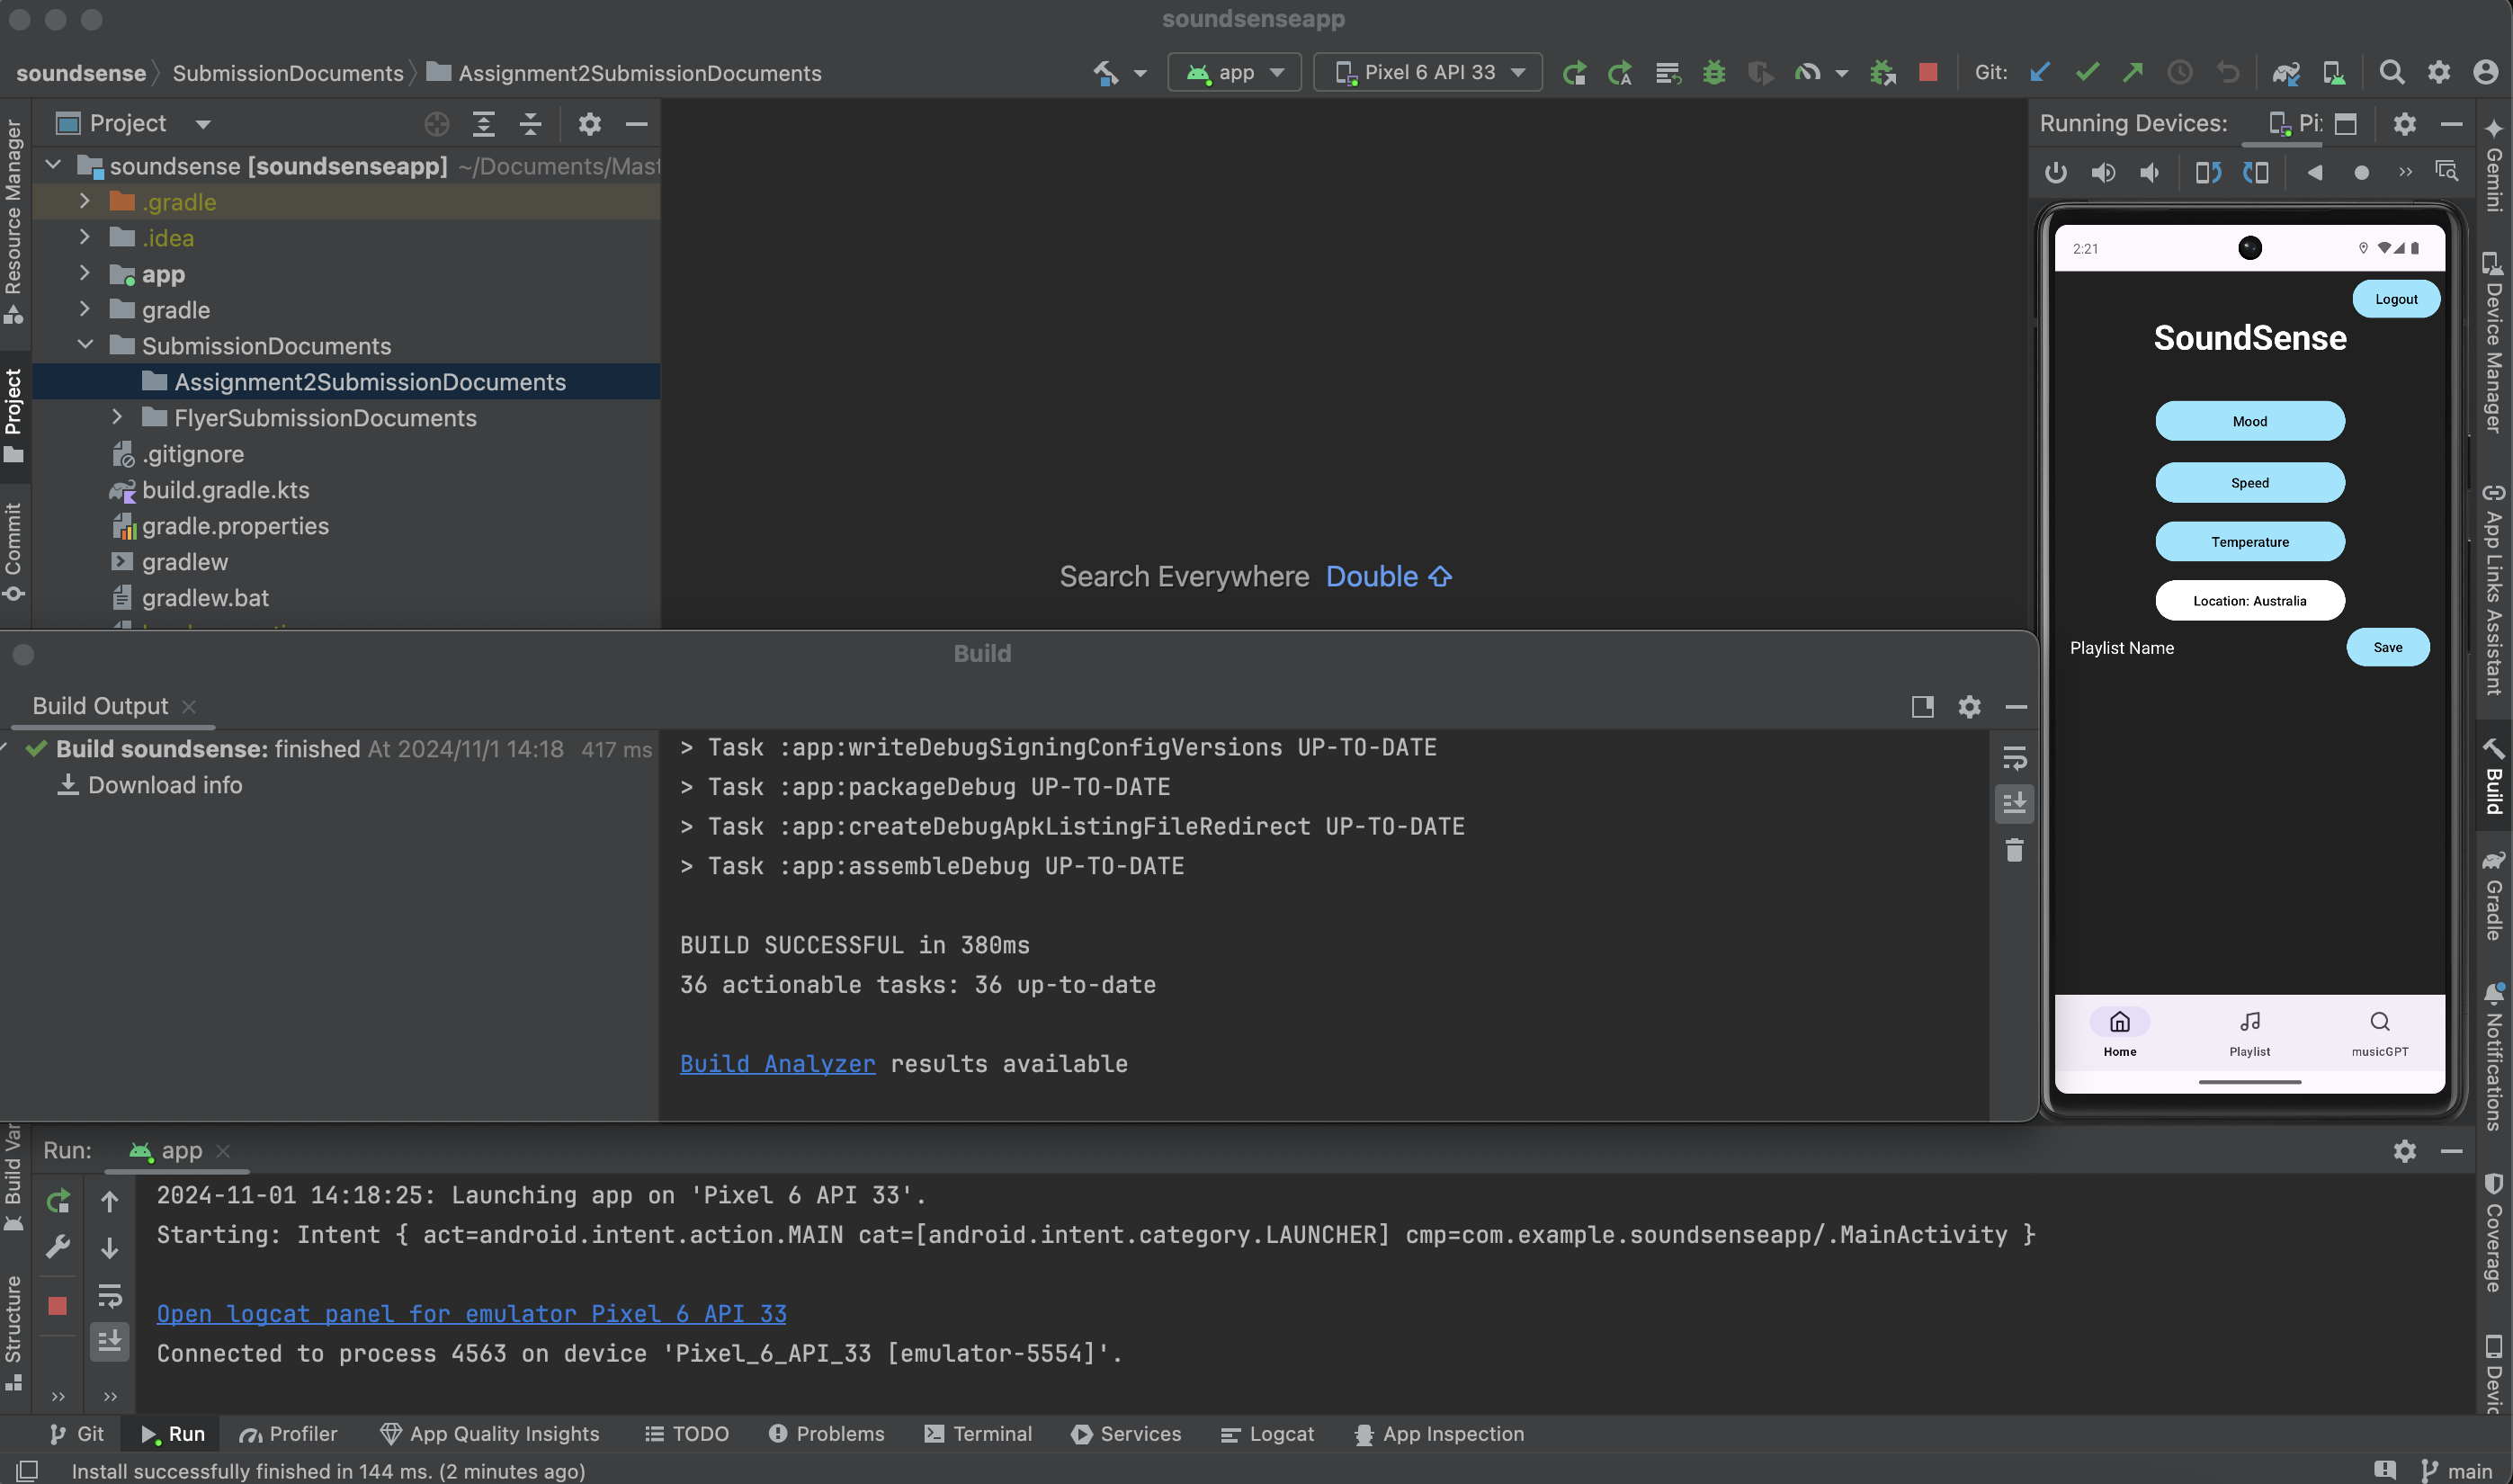 soundsenseapp
soundsense SubmissionDocuments Assignment2SubmissionDocuments
app
Pixel 6 API 33
Git:
Project
soundsense [soundsenseapp] ~/Documents/Mast
.gradle
.idea
app
gradle
SubmissionDocuments
Assignment2SubmissionDocuments
FlyerSubmissionDocuments
.gitignore
build.gradle.kts
gradle.properties
gradlew
gradlew.bat
Resource Manager
Project
Commit
Build Var
Structure
Search Everywhere Double
Running Devices: Pi
2:21
Logout
SoundSense
Mood
Speed
Temperature
Location: Australia
Playlist Name
Save
Home
Playlist
musicGPT
Gemini
Device Manager
App Links Assistant
Build
Gradle
Notifications
Coverage
Devic
Build
Build Output
Build soundsense: finished At 2024/11/1 14:18 417 ms
Download info
> Task :app:writeDebugSigningConfigVersions UP-TO-DATE
> Task :app:packageDebug UP-TO-DATE
> Task :app:createDebugApkListingFileRedirect UP-TO-DATE
> Task :app:assembleDebug UP-TO-DATE
BUILD SUCCESSFUL in 380ms
36 actionable tasks: 36 up-to-date
Build Analyzer results available
Run: app
2024-11-01 14:18:25: Launching app on 'Pixel 6 API 33'.
Starting: Intent { act=android.intent.action.MAIN cat=[android.intent.category.LAUNCHER] cmp=com.example.soundsenseapp/.MainActivity }
Open logcat panel for emulator Pixel 6 API 33
Connected to process 4563 on device 'Pixel_6_API_33 [emulator-5554]'.
Git Run Profiler App Quality Insights TODO Problems Terminal Services Logcat App Inspection
Install successfully finished in 144 ms. (2 minutes ago)
main